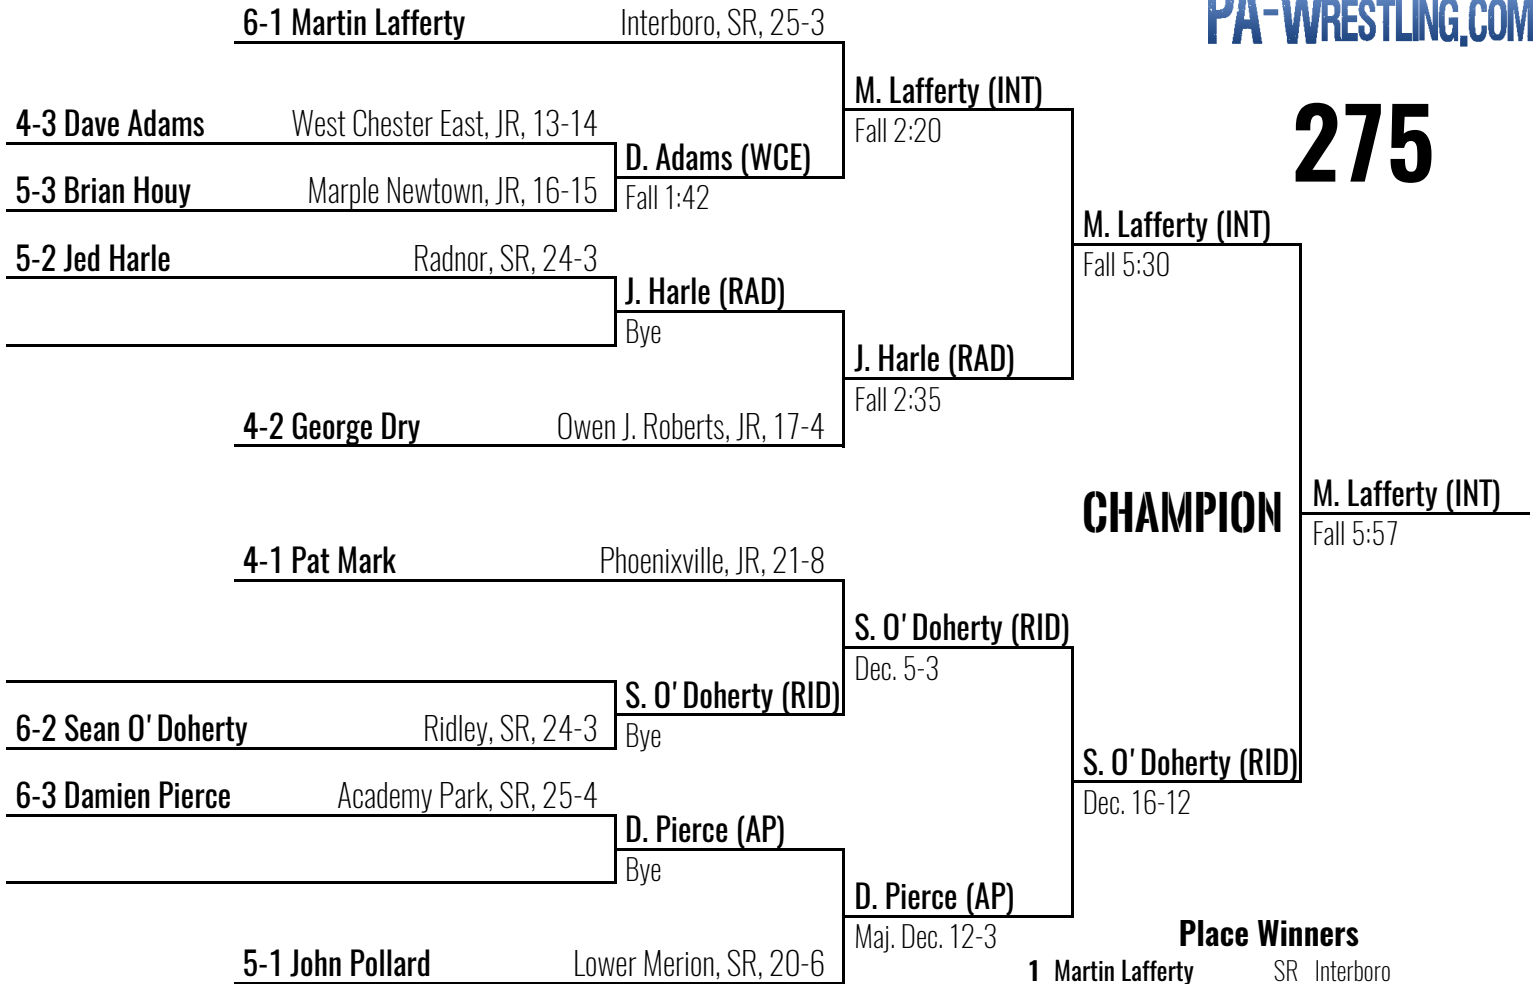 PA-WRESTLING.COM
275
6-1 Martin Lafferty Interboro, SR, 25-3
M. Lafferty (INT)
Fall 2:20
4-3 Dave Adams West Chester East, JR, 13-14
D. Adams (WCE)
Fall 1:42
5-3 Brian Houy Marple Newtown, JR, 16-15
M. Lafferty (INT)
Fall 5:30
5-2 Jed Harle Radnor, SR, 24-3
J. Harle (RAD)
Bye
J. Harle (RAD)
Fall 2:35
4-2 George Dry Owen J. Roberts, JR, 17-4
CHAMPION
M. Lafferty (INT)
Fall 5:57
4-1 Pat Mark Phoenixville, JR, 21-8
S. O'Doherty (RID)
Dec. 5-3
S. O'Doherty (RID)
Bye
6-2 Sean O'Doherty Ridley, SR, 24-3
S. O'Doherty (RID)
Dec. 16-12
6-3 Damien Pierce Academy Park, SR, 25-4
D. Pierce (AP)
Bye
D. Pierce (AP)
Maj. Dec. 12-3
5-1 John Pollard Lower Merion, SR, 20-6
Place Winners
1 Martin Lafferty SR Interboro